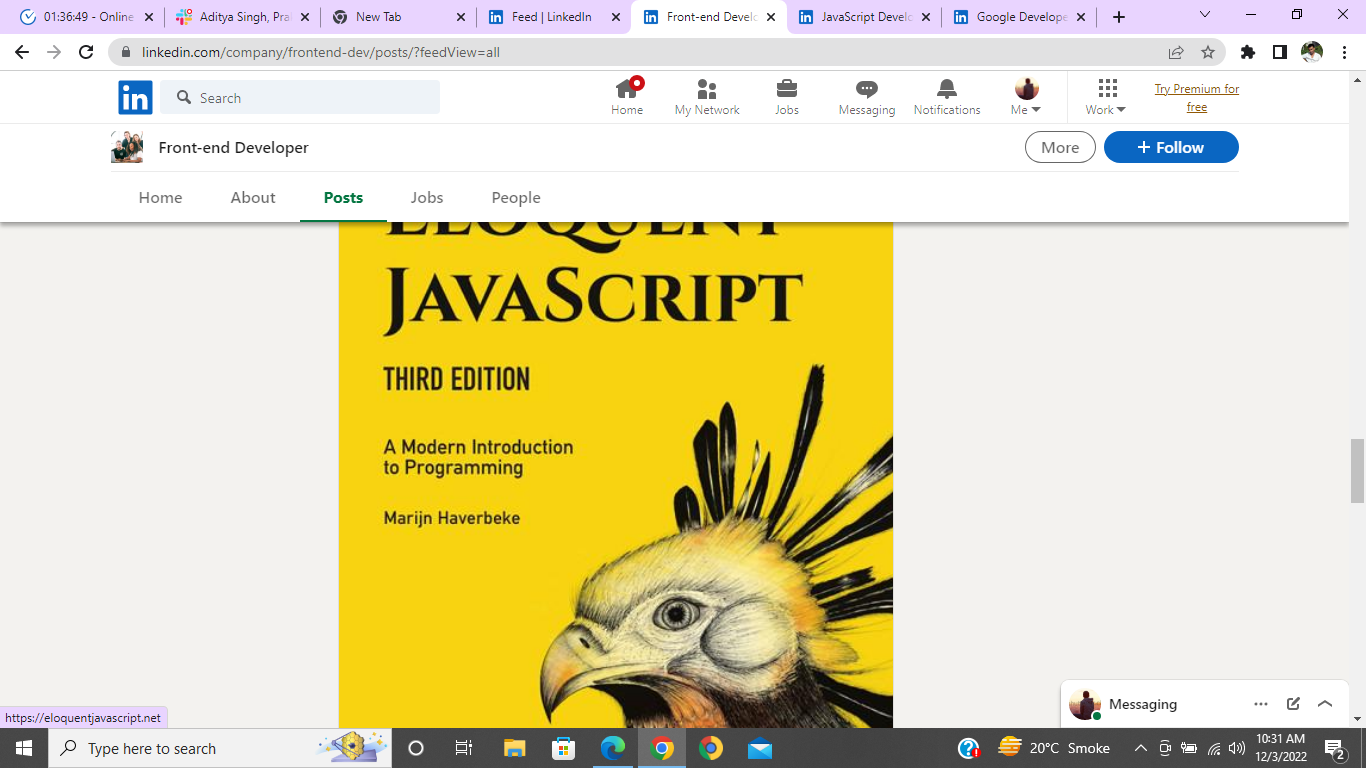 01:36:49 - Online
Aditya Singh, Pra
New Tab
Feed | LinkedIn
Front-end Develo
JavaScript Develo
Google Develope
linkedin.com/company/frontend-dev/posts/?feedView=all
in
Search
Home
My Network
Jobs
Messaging
Notifications
Me
Work
Try Premium for
free
Front-end Developer
More
+ Follow
Home
About
Posts
Jobs
People
ELOQUENT
JAVASCRIPT
THIRD EDITION
A Modern Introduction
to Programming
Marijn Haverbeke
https://eloquentjavascript.net
Messaging
Type here to search
20°C Smoke
10:31 AM
12/3/2022
2